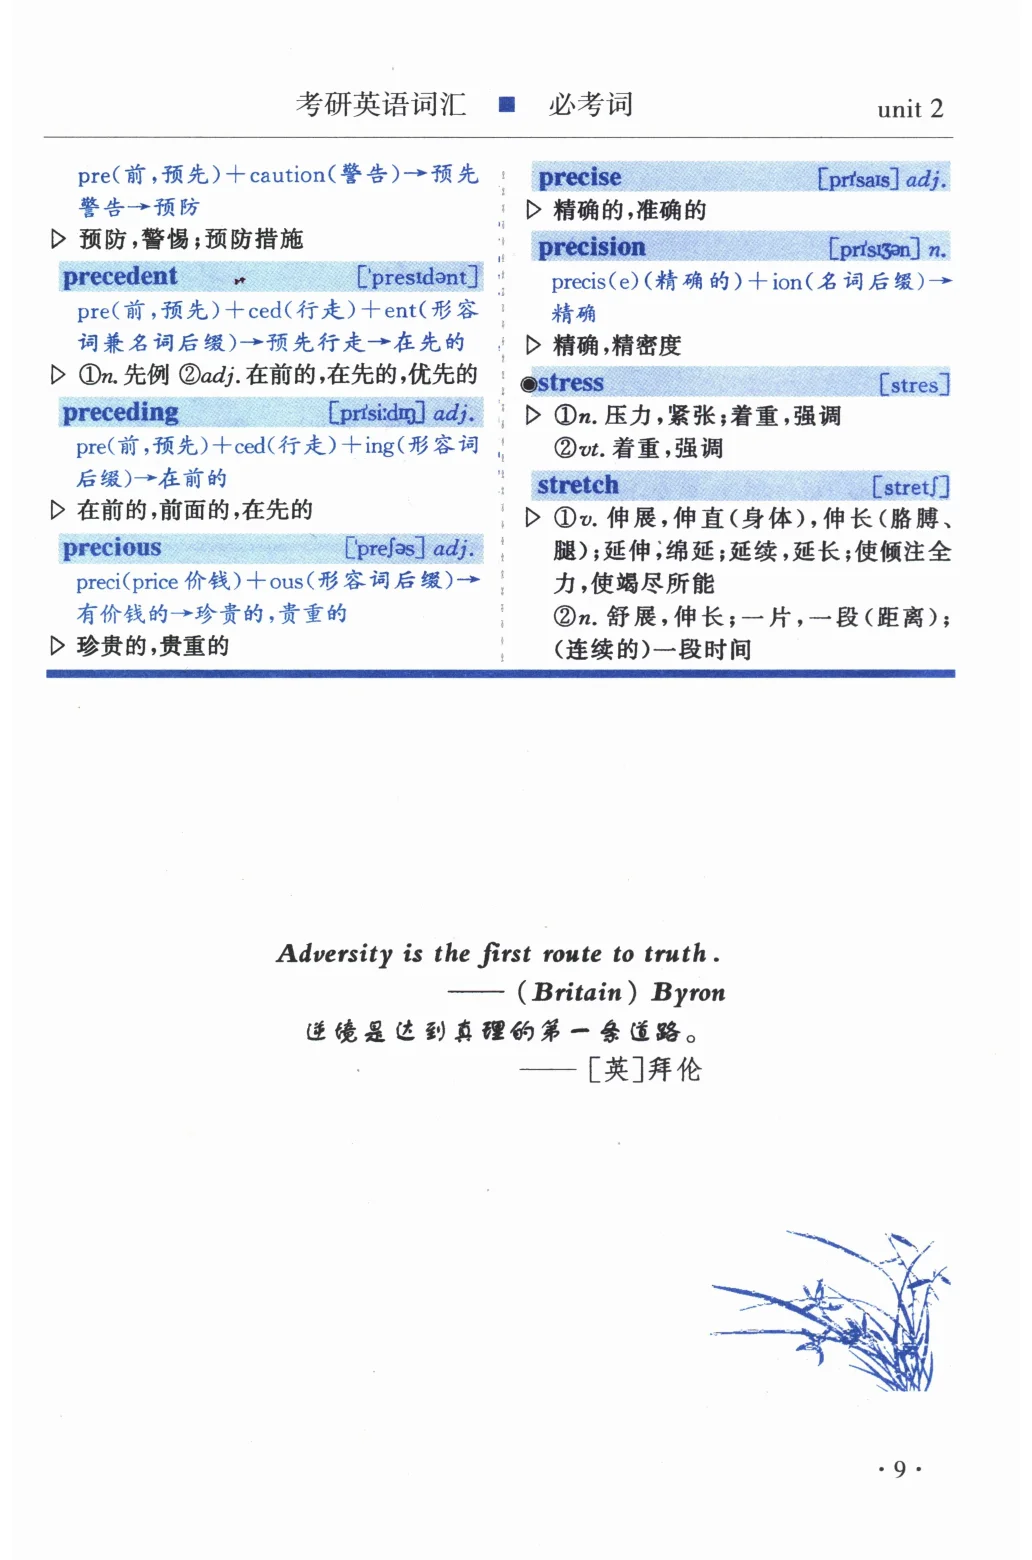 考研英语词汇 ■ 必考词 unit 2
pre(前,预先)+caution(警告)→预先
警告→预防
▷ 预防,警惕;预防措施
precedent ['presɪdənt]
pre(前,预先)+ced(行走)+ent(形容
词兼名词后缀)→预先行走→在先的
▷ ①n. 先例 ②adj. 在前的,在先的,优先的
preceding [prɪ'si:dɪŋ] adj.
pre(前,预先)+ced(行走)+ing(形容词
后缀)→在前的
▷ 在前的,前面的,在先的
precious ['preʃəs] adj.
preci(price 价钱)+ous(形容词后缀)→
有价钱的→珍贵的,贵重的
▷ 珍贵的,贵重的
precise [prɪ'saɪs] adj.
▷ 精确的,准确的
precision [prɪ'sɪʒən] n.
precis(e)(精确的)+ion(名词后缀)→
精确
▷ 精确,精密度
●stress [stres]
▷ ①n. 压力,紧张;着重,强调
②vt. 着重,强调
stretch [stretʃ]
▷ ①v. 伸展,伸直(身体),伸长(胳膊、
腿);延伸;绵延;延续,延长;使倾注全
力,使竭尽所能
②n. 舒展,伸长;一片,一段(距离);
(连续的)一段时间
Adversity is the first route to truth.
——(Britain) Byron
逆境是达到真理的第一条道路。
——[英]拜伦
·9·